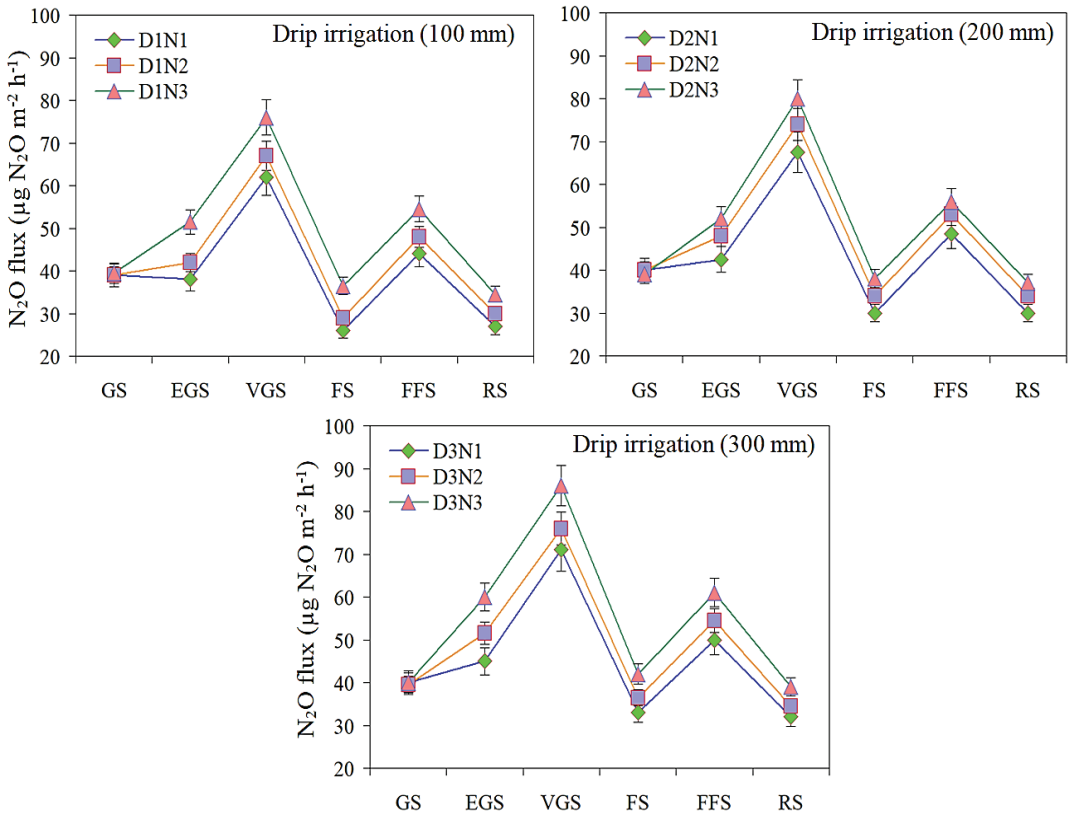 Drip irrigation (100 mm)
N₂O flux (µg N₂O m⁻² h⁻¹)
100
90
80
70
60
50
40
30
20
D1N1
D1N2
D1N3
GS EGS VGS FS FFS RS
Drip irrigation (200 mm)
100
90
80
70
60
50
40
30
20
D2N1
D2N2
D2N3
GS EGS VGS FS FFS RS
Drip irrigation (300 mm)
N₂O flux (µg N₂O m⁻² h⁻¹)
100
90
80
70
60
50
40
30
20
D3N1
D3N2
D3N3
GS EGS VGS FS FFS RS